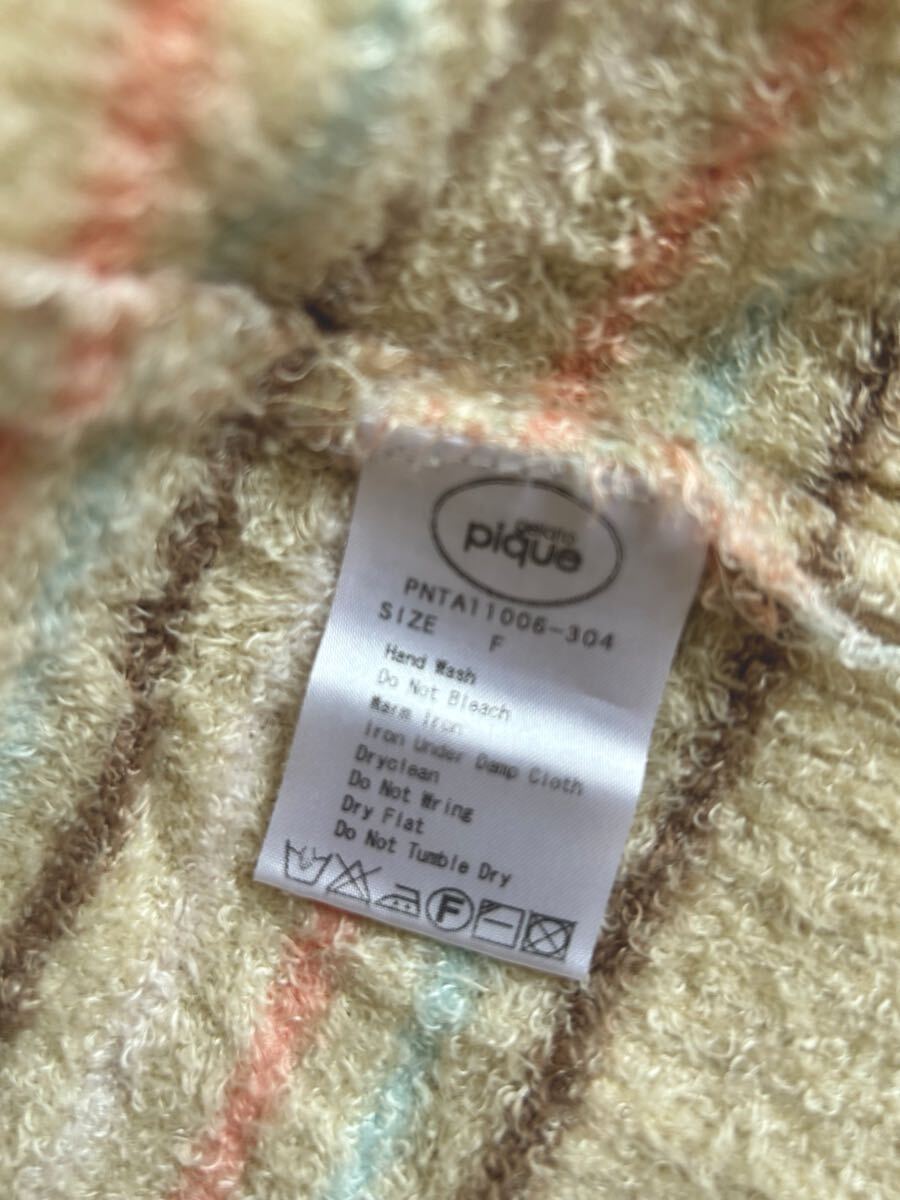 gelato
pique
PNTA11006-304
SIZE F
Hand Wash
Do Not Bleach
Warm Iron
Iron Under Damp Cloth
Dryclean
Do Not Wring
Dry Flat
Do Not Tumble Dry
F